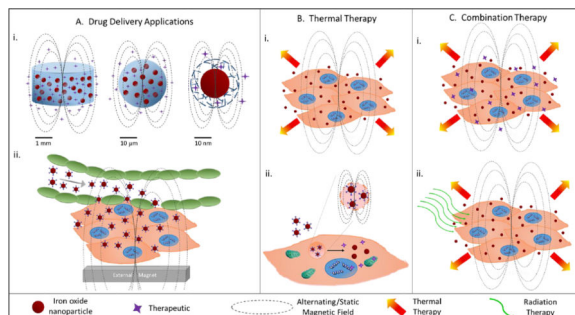 A. Drug Delivery Applications
B. Thermal Therapy
C. Combination Therapy
i.
i.
i.
1 mm
10 µm
10 nm
ii.
ii.
ii.
External Magnet
Iron oxide
nanoparticle
Therapeutic
Alternating/Static
Magnetic Field
Thermal
Therapy
Radiation
Therapy